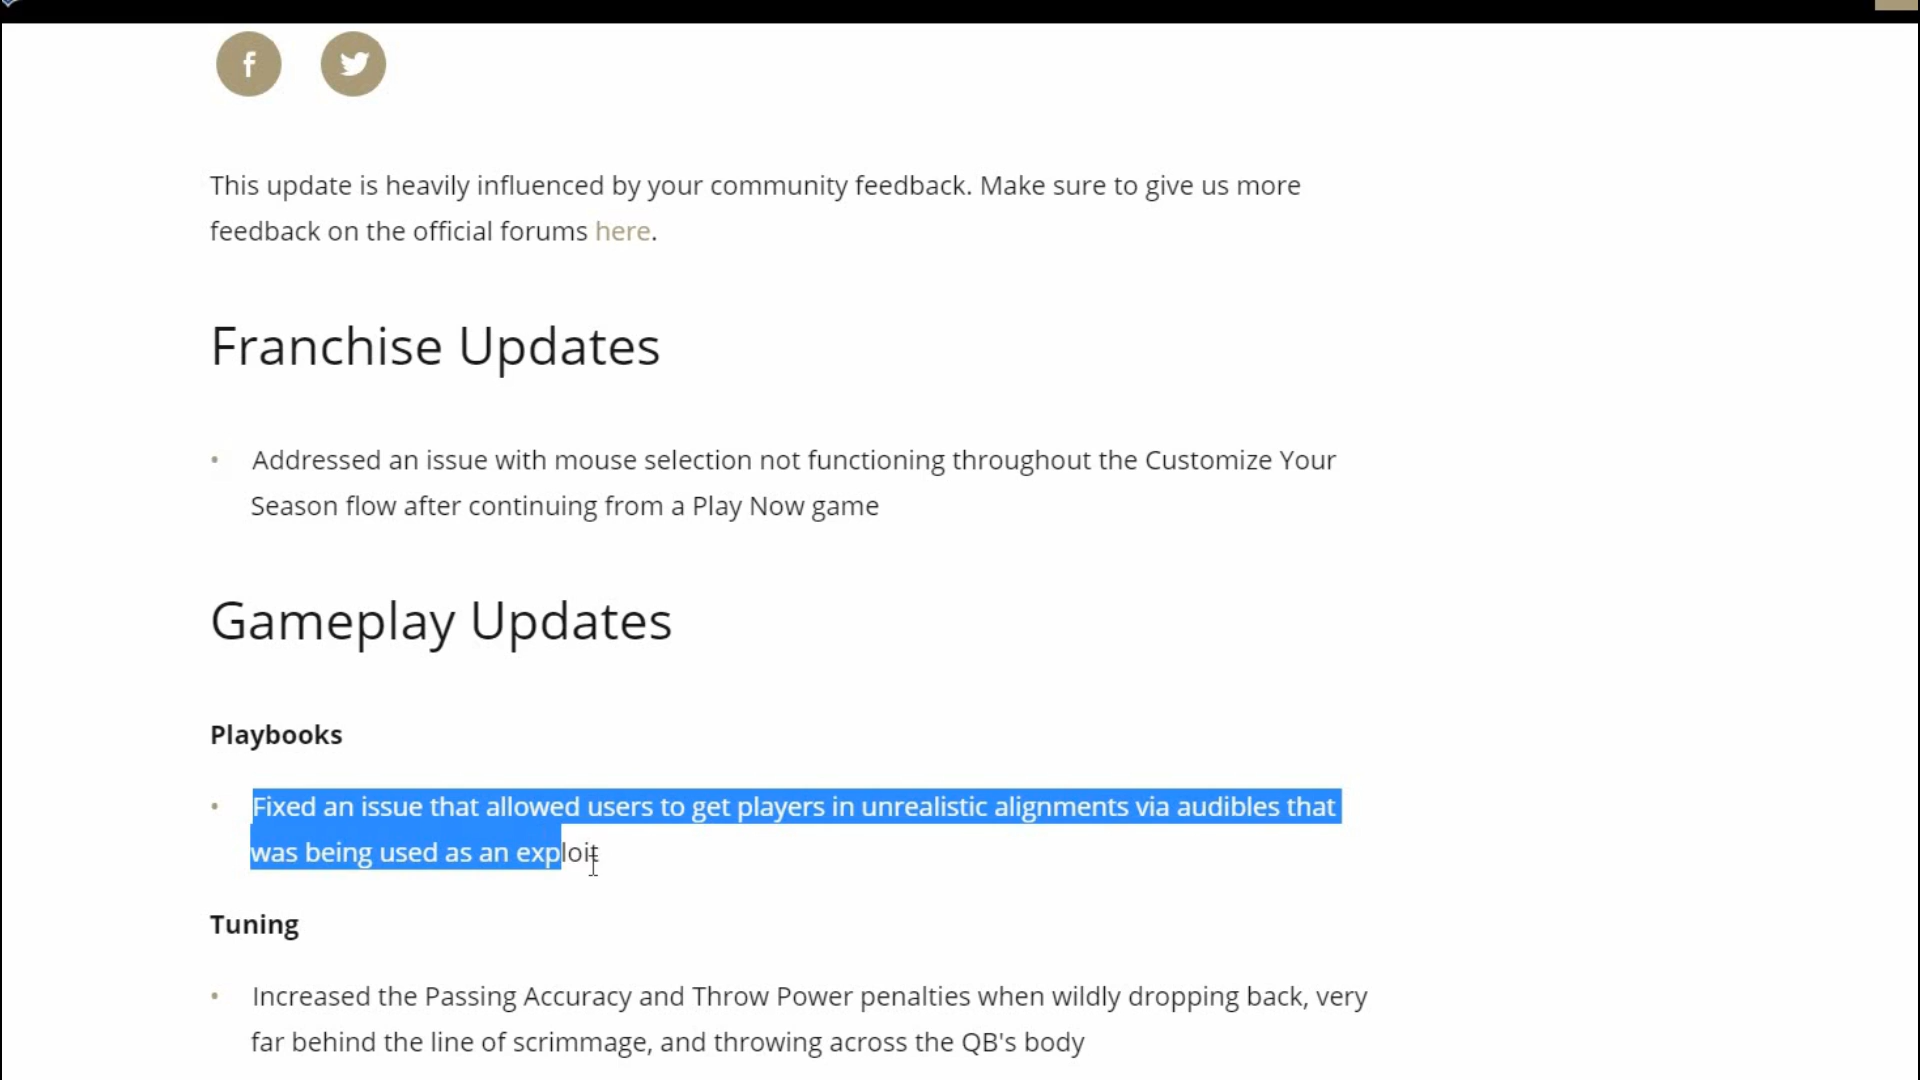 This update is heavily influenced by your community feedback. Make sure to give us more
feedback on the official forums here.
Franchise Updates
• Addressed an issue with mouse selection not functioning throughout the Customize Your
Season flow after continuing from a Play Now game
Gameplay Updates
Playbooks
• Fixed an issue that allowed users to get players in unrealistic alignments via audibles that
was being used as an exploit
Tuning
• Increased the Passing Accuracy and Throw Power penalties when wildly dropping back, very
far behind the line of scrimmage, and throwing across the QB's body